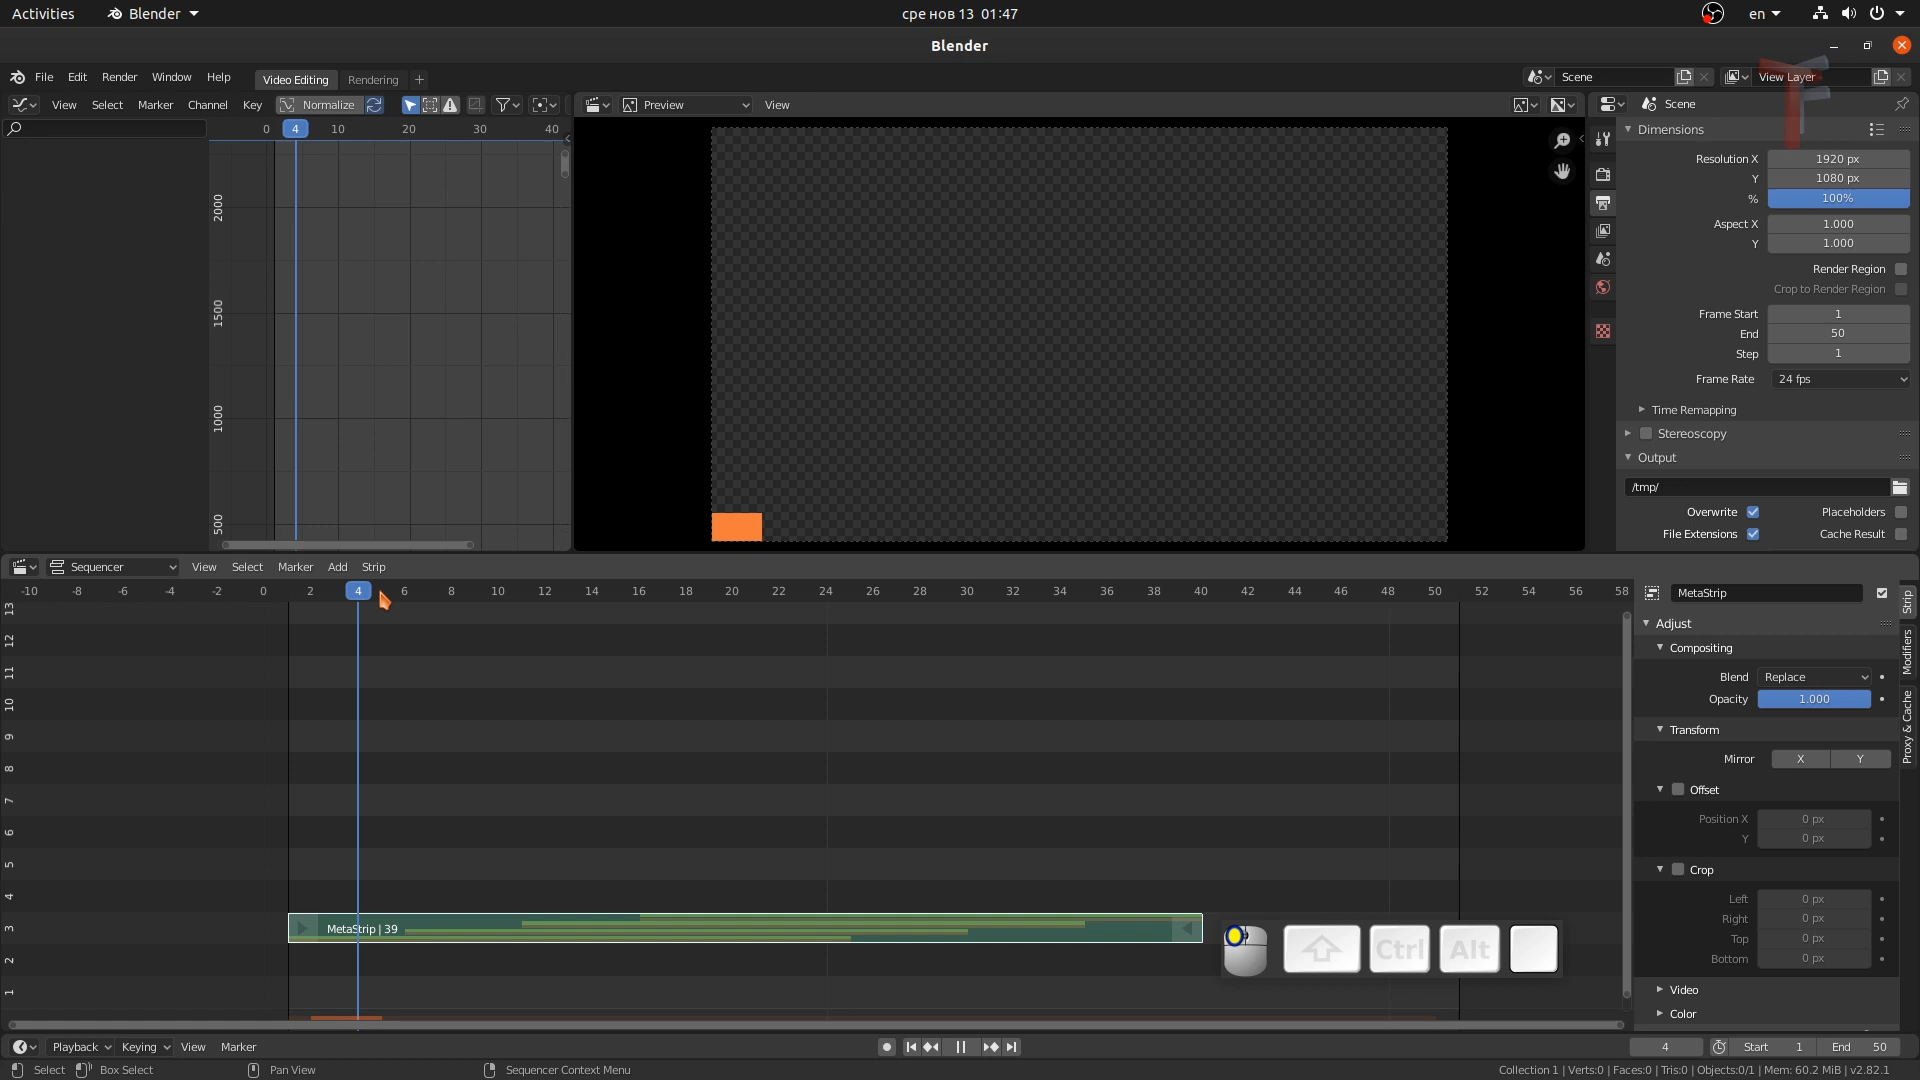 Activities Blender сре нов 13 01:47 en
Blender
File Edit Render Window Help Video Editing Rendering + Scene View Layer
View Select Marker Channel Key Normalize Preview View Scene
0 4 10 20 30 40
2000
1500
1000
500
Dimensions
Resolution X 1920 px
Y 1080 px
% 100%
Aspect X 1.000
Y 1.000
Render Region
Crop to Render Region
Frame Start 1
End 50
Step 1
Frame Rate 24 fps
Time Remapping
Stereoscopy
Output
/tmp/
Overwrite Placeholders
File Extensions Cache Result
Sequencer View Select Marker Add Strip
-10 -8 -6 -4 -2 0 2 4 6 8 10 12 14 16 18 20 22 24 26 28 30 32 34 36 38 40 42 44 46 48 50 52 54 56 58
13
12
11
10
9
8
7
6
5
4
3
2
1
MetaStrip | 39
Ctrl Alt
MetaStrip
Adjust
Compositing
Blend Replace
Opacity 1.000
Transform
Mirror X Y
Offset
Position X 0 px
Y 0 px
Crop
Left 0 px
Right 0 px
Top 0 px
Bottom 0 px
Video
Color
Strip
Modifiers
Proxy & Cache
Playback Keying View Marker 4 Start 1 End 50
Select Box Select Pan View Sequencer Context Menu Collection 1 | Verts:0 | Faces:0 | Tris:0 | Objects:0/1 | Mem: 60.2 MiB | v2.82.1